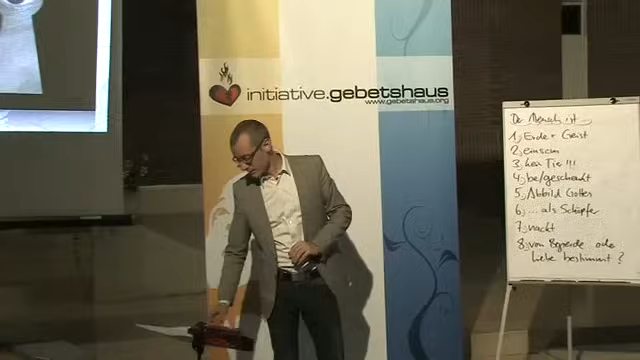 initiative.gebetshaus
www.gebetshaus.org
Der Mensch ist...
1, Erde + Geist
2, einsam
3, kein Tier!!!
4, be/geschenkt
5, Abbild Gottes
6, ... als Schöpfer
7, nackt
8, von Begierde oder
Liebe bestimmt?